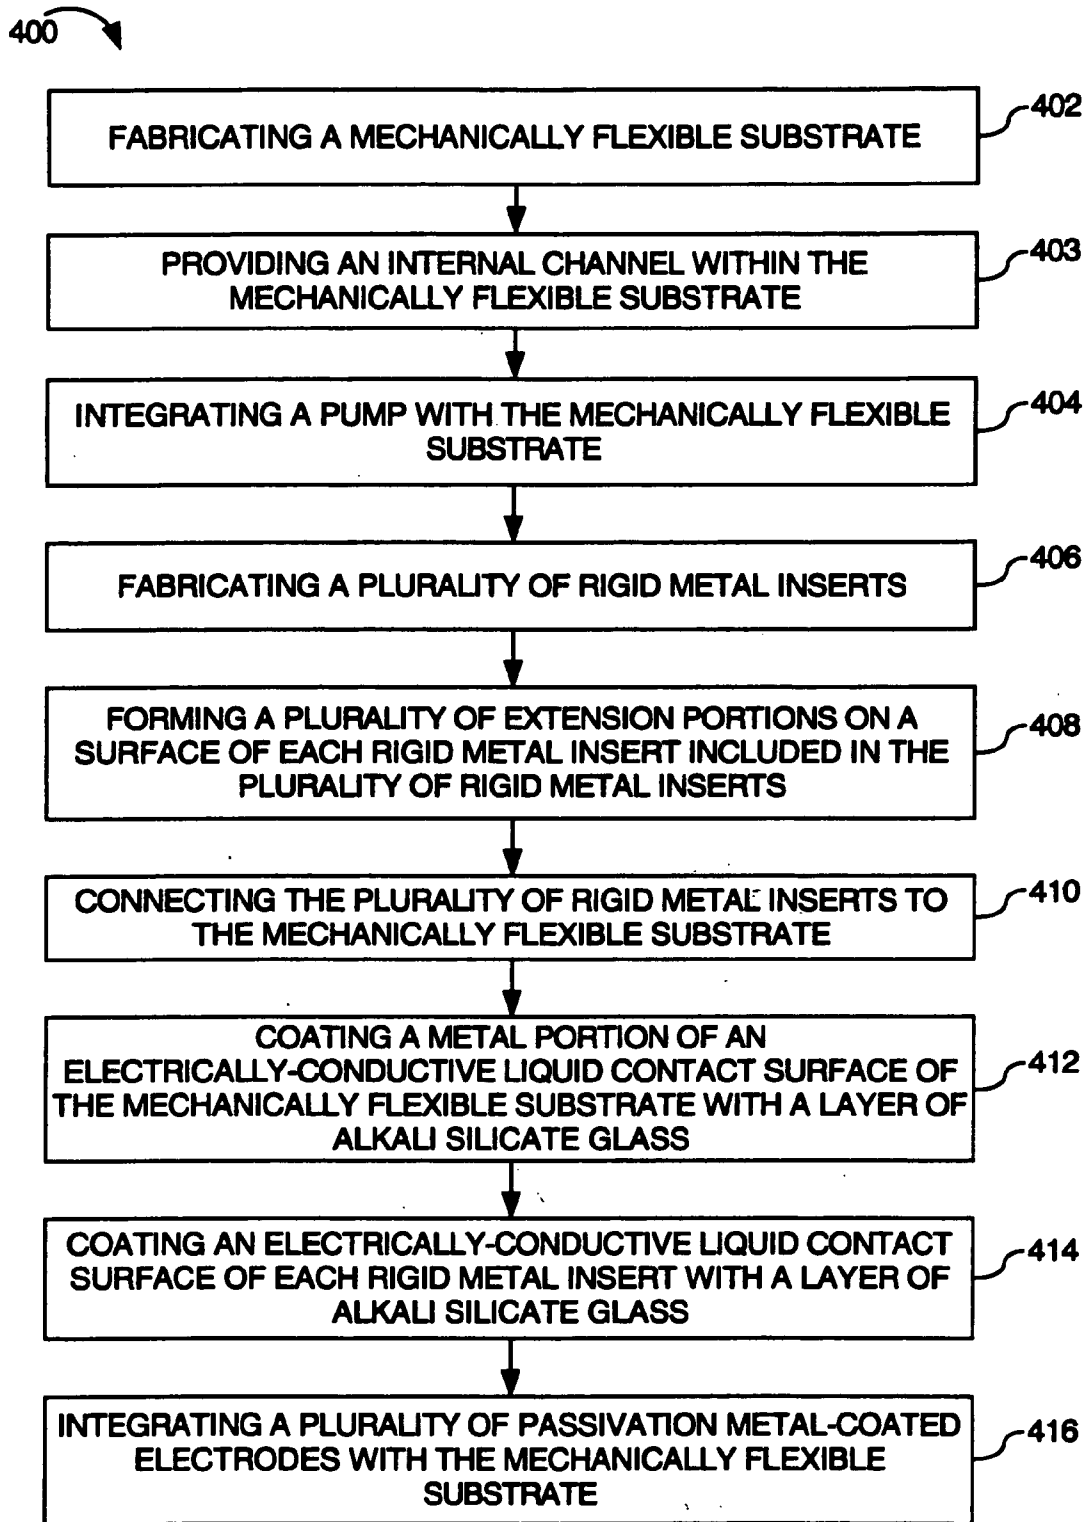 400
FABRICATING A MECHANICALLY FLEXIBLE SUBSTRATE
402
PROVIDING AN INTERNAL CHANNEL WITHIN THE
MECHANICALLY FLEXIBLE SUBSTRATE
403
INTEGRATING A PUMP WITH THE MECHANICALLY FLEXIBLE
SUBSTRATE
404
FABRICATING A PLURALITY OF RIGID METAL INSERTS
406
FORMING A PLURALITY OF EXTENSION PORTIONS ON A
SURFACE OF EACH RIGID METAL INSERT INCLUDED IN THE
PLURALITY OF RIGID METAL INSERTS
408
CONNECTING THE PLURALITY OF RIGID METAL INSERTS TO
THE MECHANICALLY FLEXIBLE SUBSTRATE
410
COATING A METAL PORTION OF AN
ELECTRICALLY-CONDUCTIVE LIQUID CONTACT SURFACE OF
THE MECHANICALLY FLEXIBLE SUBSTRATE WITH A LAYER OF
ALKALI SILICATE GLASS
412
COATING AN ELECTRICALLY-CONDUCTIVE LIQUID CONTACT
SURFACE OF EACH RIGID METAL INSERT WITH A LAYER OF
ALKALI SILICATE GLASS
414
INTEGRATING A PLURALITY OF PASSIVATION METAL-COATED
ELECTRODES WITH THE MECHANICALLY FLEXIBLE
SUBSTRATE
416